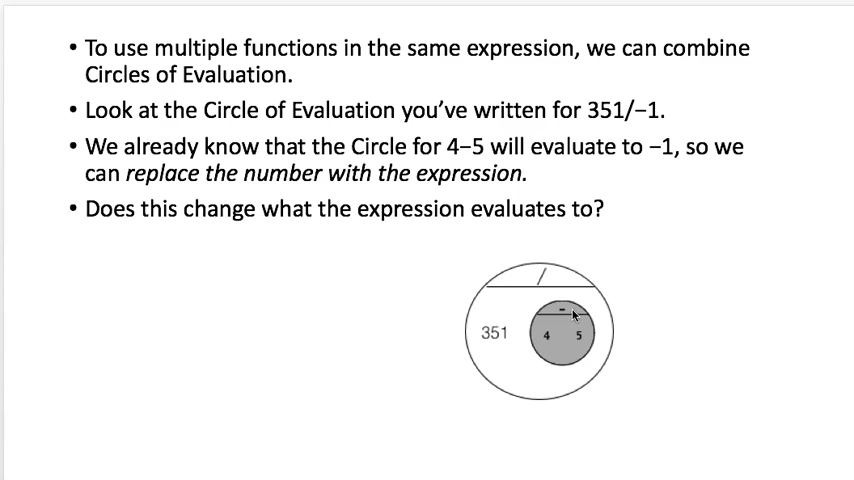 • To use multiple functions in the same expression, we can combine
Circles of Evaluation.
• Look at the Circle of Evaluation you’ve written for 351/−1.
• We already know that the Circle for 4−5 will evaluate to −1, so we
can replace the number with the expression.
• Does this change what the expression evaluates to?
/
-
351 4 5